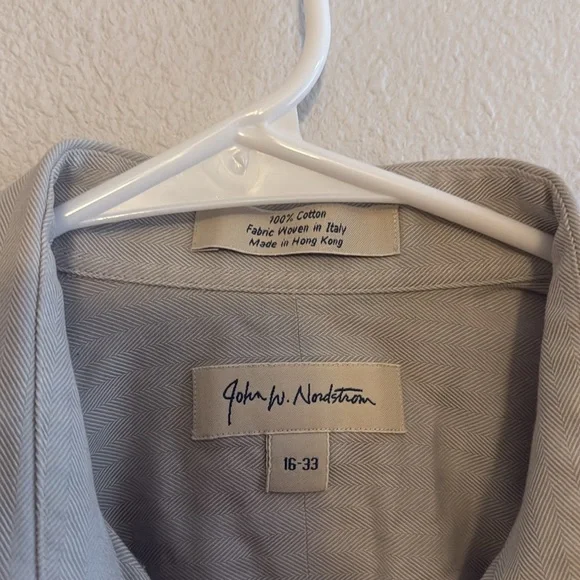 100% Cotton
Fabric Woven in Italy
Made in Hong Kong
John W. Nordstrom
16-33